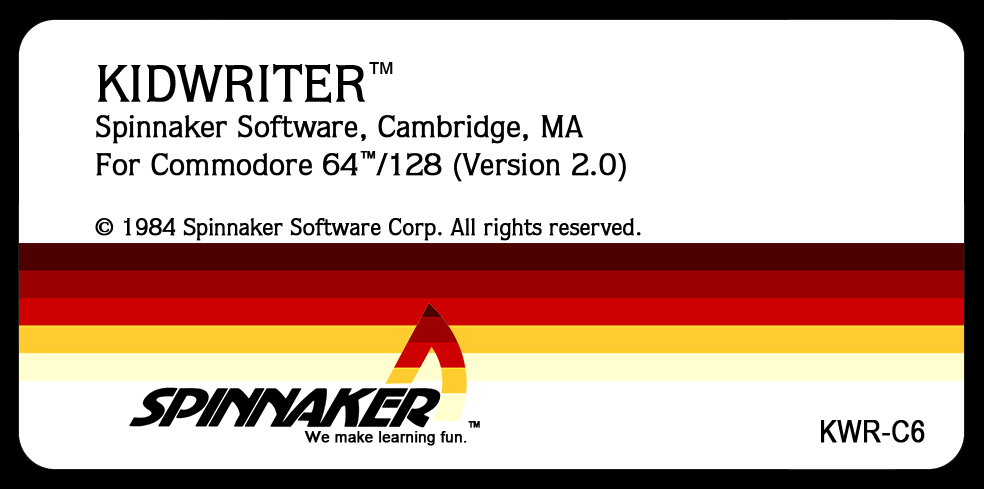 KIDWRITER™
Spinnaker Software, Cambridge, MA
For Commodore 64™/128 (Version 2.0)
© 1984 Spinnaker Software Corp. All rights reserved.
SPINNAKER™
We make learning fun.
KWR-C6